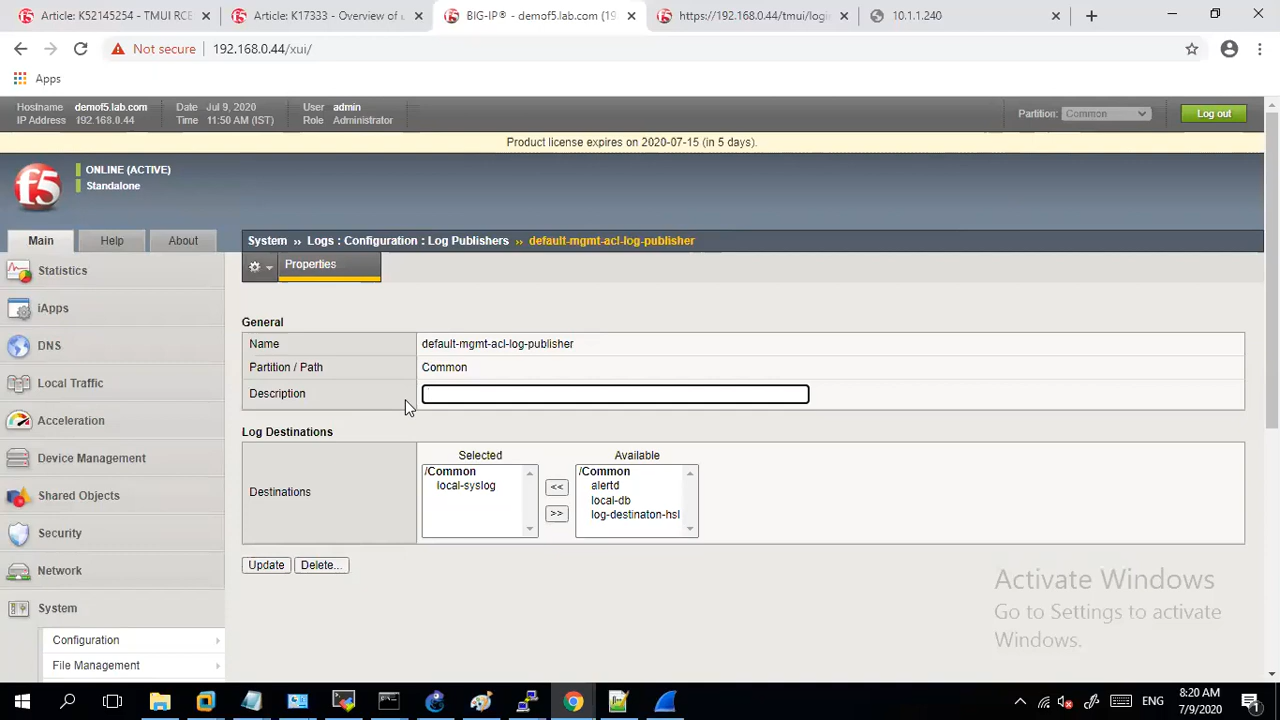 Article: K52145254 - TMUI RCE
Article: K17333 - Overview of
BIG-IP® - demof5.lab.com (19
https://192.168.0.44/tmui/logi
10.1.1.240
Not secure
192.168.0.44/xui/
Apps
Hostname demof5.lab.com Date Jul 9, 2020 User admin
IP Address 192.168.0.44 Time 11:50 AM (IST) Role Administrator
Partition: Common
Log out
Product license expires on 2020-07-15 (in 5 days).
f5
ONLINE (ACTIVE)
Standalone
Main Help About
System ›› Logs : Configuration : Log Publishers ›› default-mgmt-acl-log-publisher
Properties
Statistics
iApps
DNS
Local Traffic
Acceleration
Device Management
Shared Objects
Security
Network
System
Configuration
File Management
General
Name default-mgmt-acl-log-publisher
Partition / Path Common
Description
Log Destinations
Destinations
Selected
/Common
local-syslog
<<
>>
Available
/Common
alertd
local-db
log-destinaton-hsl
Update Delete...
Activate Windows
Go to Settings to activate
Windows.
ENG
8:20 AM
7/9/2020
1